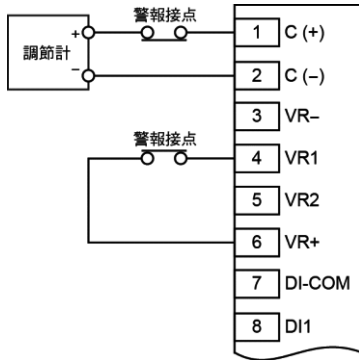 警報接点
+
1 C (+)
調節計
−
2 C (−)
3 VR−
警報接点
4 VR1
5 VR2
6 VR+
7 DI-COM
8 DI1